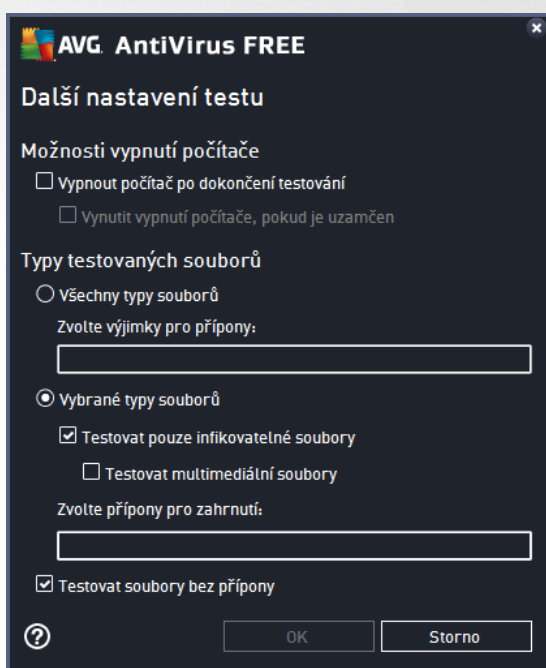 AVG. AntiVirus FREE
Další nastavení testu
Možnosti vypnutí počítače
Vypnout počítač po dokončení testování
Vynutit vypnutí počítače, pokud je uzamčen
Typy testovaných souborů
Všechny typy souborů
Zvolte výjimky pro přípony:
Vybrané typy souborů
Testovat pouze infikovatelné soubory
Testovat multimediální soubory
Zvolte přípony pro zahrnutí:
Testovat soubory bez přípony
OK
Storno